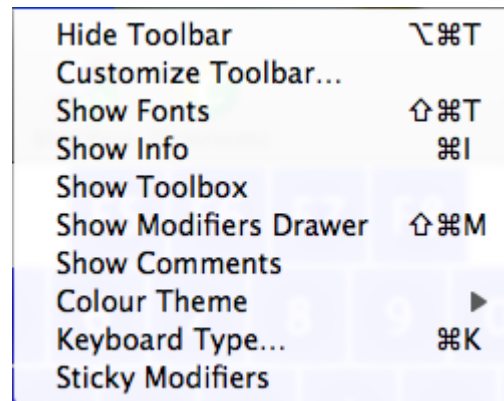 Hide Toolbar ⌥⌘T
Customize Toolbar...
Show Fonts ⇧⌘T
Show Info ⌘I
Show Toolbox
Show Modifiers Drawer ⇧⌘M
Show Comments
Colour Theme ▶
Keyboard Type... ⌘K
Sticky Modifiers